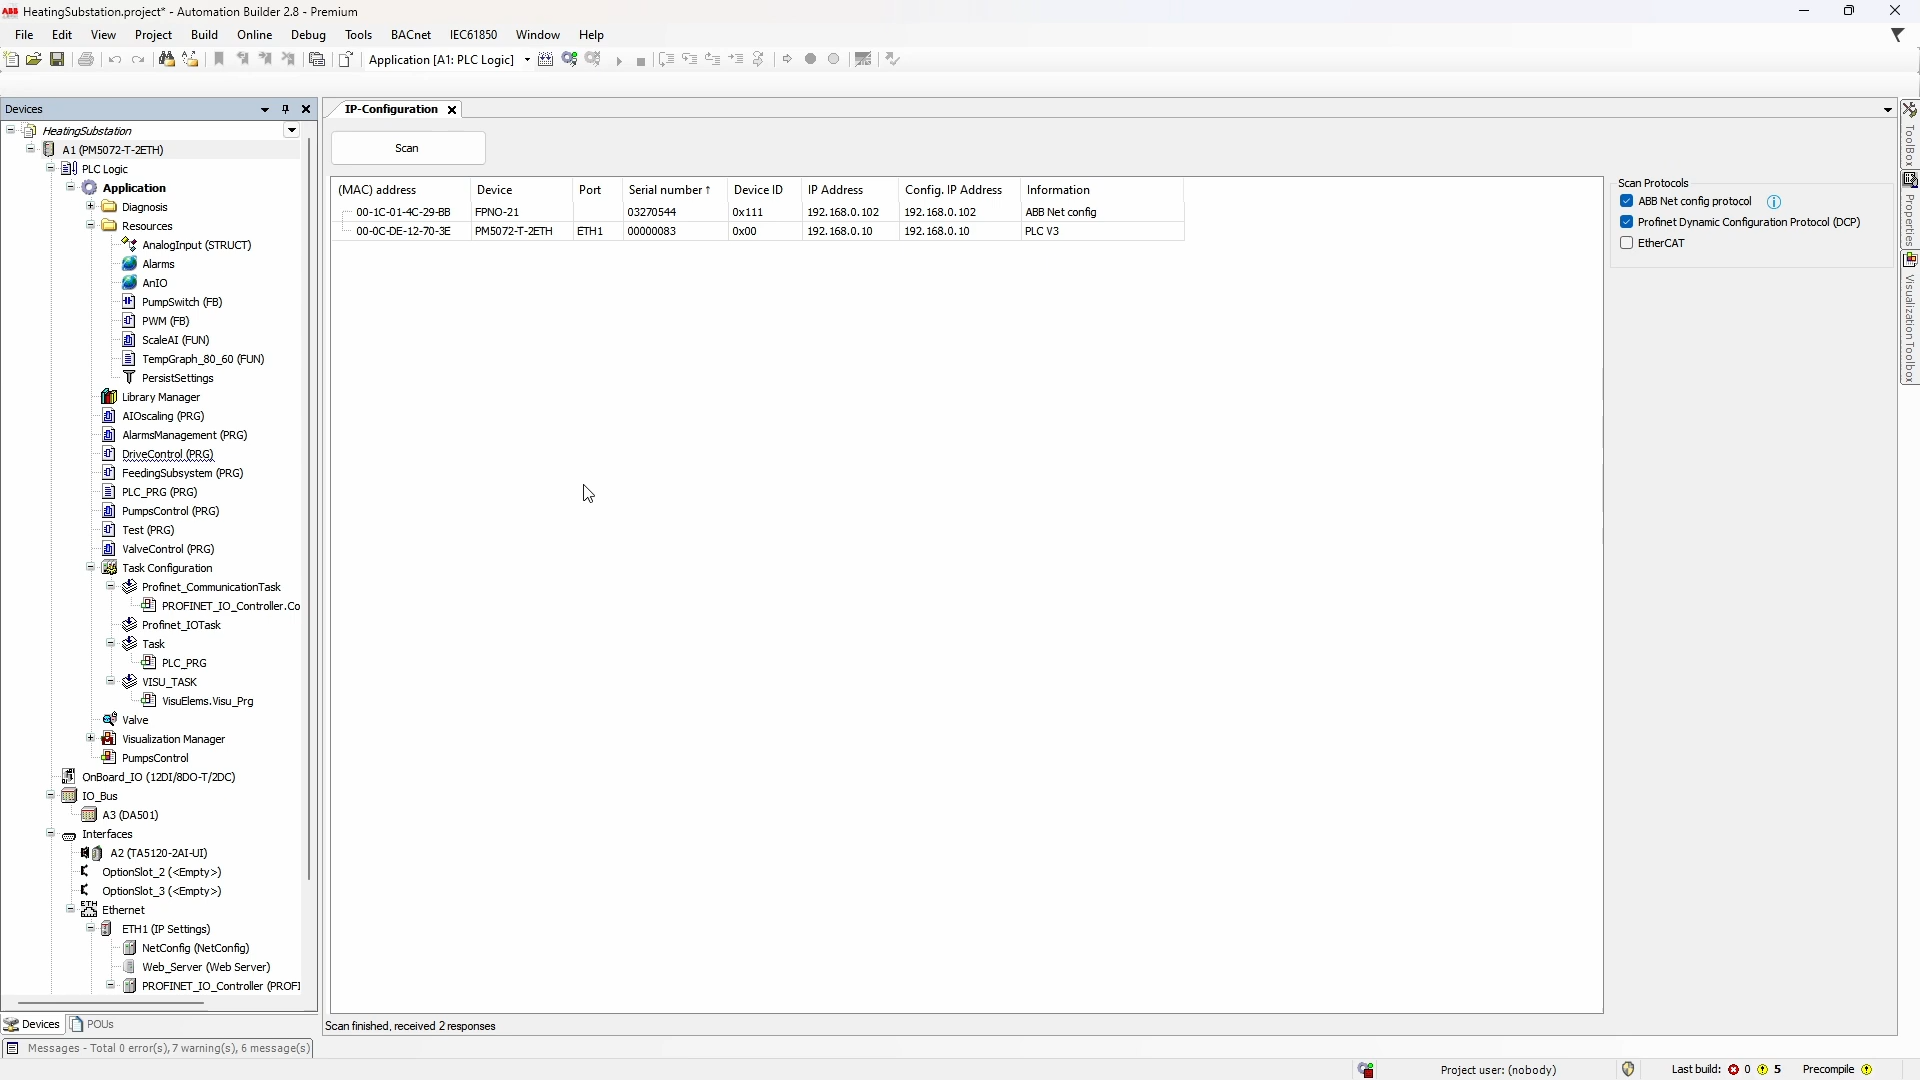 ABB HeatingSubstation.project* - Automation Builder 2.8 - Premium
File Edit View Project Build Online Debug Tools BACnet IEC61850 Window Help
Application [A1: PLC Logic]
Devices
HeatingSubstation
A1 (PM5072-T-2ETH)
PLC Logic
Application
Diagnosis
Resources
AnalogInput (STRUCT)
Alarms
AnIO
PumpSwitch (FB)
PWM (FB)
ScaleAI (FUN)
TempGraph_80_60 (FUN)
PersistSettings
Library Manager
AIOscaling (PRG)
AlarmsManagement (PRG)
DriveControl (PRG)
FeedingSubsystem (PRG)
PLC_PRG (PRG)
PumpsControl (PRG)
Test (PRG)
ValveControl (PRG)
Task Configuration
Profinet_CommunicationTask
PROFINET_IO_Controller.Co
Profinet_IOTask
Task
PLC_PRG
VISU_TASK
VisuElems.Visu_Prg
Valve
Visualization Manager
PumpsControl
OnBoard_IO (12DI/8DO-T/2DC)
IO_Bus
A3 (DA501)
Interfaces
A2 (TA5120-2AI-UI)
OptionSlot_2 (<Empty>)
OptionSlot_3 (<Empty>)
ETH Ethernet
ETH1 (IP Settings)
NetConfig (NetConfig)
Web_Server (Web Server)
PROFINET_IO_Controller (PROFI
Devices POUs
Messages - Total 0 error(s), 7 warning(s), 6 message(s)
IP-Configuration
Scan
(MAC) address Device Port Serial number ↑ Device ID IP Address Config. IP Address Information
00-1C-01-4C-29-BB FPNO-21 03270544 0x111 192.168.0.102 192.168.0.102 ABB Net config
00-0C-DE-12-70-3E PM5072-T-2ETH ETH1 00000083 0x00 192.168.0.10 192.168.0.10 PLC V3
Scan finished, received 2 responses
Scan Protocols
ABB Net config protocol
Profinet Dynamic Configuration Protocol (DCP)
EtherCAT
ToolBox
Properties
Visualization Toolbox
Project user: (nobody) Last build: 0 5 Precompile